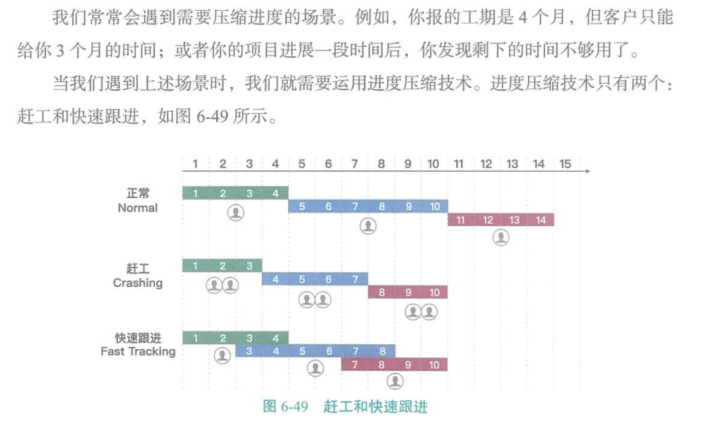 我们常常会遇到需要压缩进度的场景。例如，你报的工期是 4 个月，但客户只能
给你 3 个月的时间；或者你的项目进展一段时间后，你发现剩下的时间不够用了。
当我们遇到上述场景时，我们就需要运用进度压缩技术。进度压缩技术只有两个：
赶工和快速跟进，如图 6-49 所示。
1 2 3 4 5 6 7 8 9 10 11 12 13 14 15
正常
Normal
1 2 3 4
5 6 7 8 9 10
11 12 13 14
赶工
Crashing
1 2 3
4 5 6 7
8 9 10
快速跟进
Fast Tracking
1 2 3 4
3 4 5 6 7 8
7 8 9 10
图 6-49 赶工和快速跟进